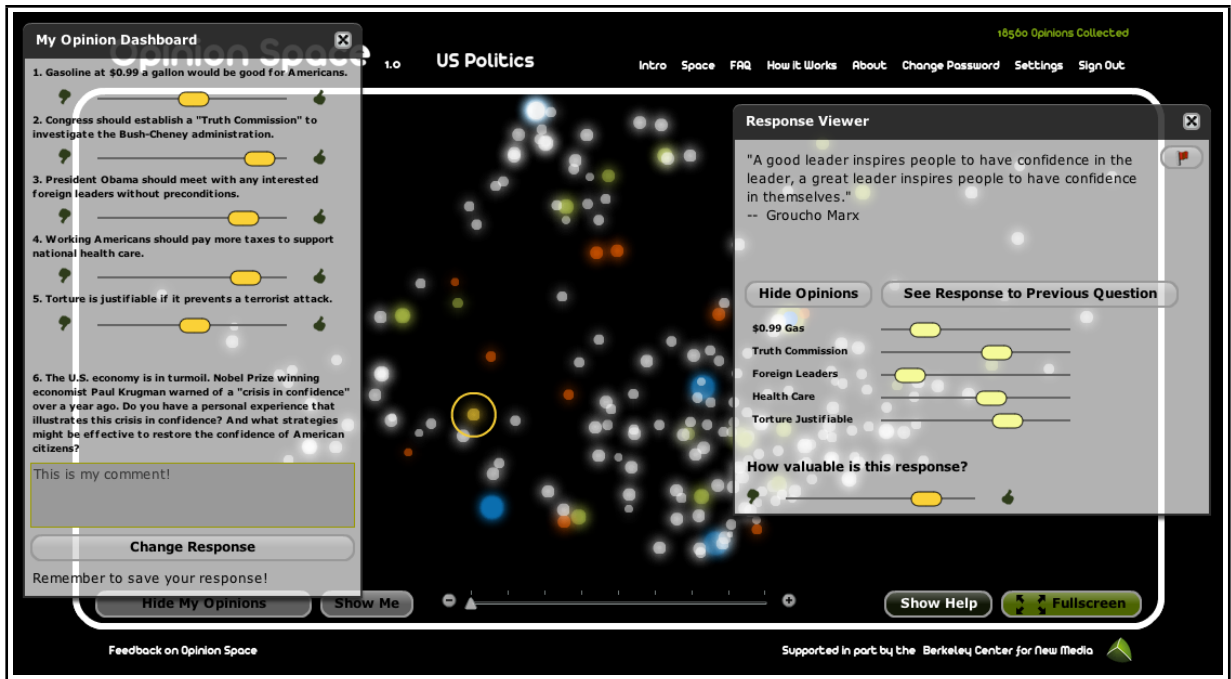 My Opinion Dashboard
Opinion Space 1.0
US Politics
18560 Opinions Collected
Intro Space FAQ How it Works About Change Password Settings Sign Out
1. Gasoline at $0.99 a gallon would be good for Americans.
2. Congress should establish a "Truth Commission" to
investigate the Bush-Cheney administration.
3. President Obama should meet with any interested
foreign leaders without preconditions.
4. Working Americans should pay more taxes to support
national health care.
5. Torture is justifiable if it prevents a terrorist attack.
6. The U.S. economy is in turmoil. Nobel Prize winning
economist Paul Krugman warned of a "crisis in confidence"
over a year ago. Do you have a personal experience that
illustrates this crisis in confidence? And what strategies
might be effective to restore the confidence of American
citizens?
This is my comment!
Change Response
Remember to save your response!
Response Viewer
"A good leader inspires people to have confidence in the
leader, a great leader inspires people to have confidence
in themselves."
-- Groucho Marx
Hide Opinions
See Response to Previous Question
$0.99 Gas
Truth Commission
Foreign Leaders
Health Care
Torture Justifiable
How valuable is this response?
Hide My Opinions
Show Me
Show Help
Fullscreen
Feedback on Opinion Space
Supported in part by the Berkeley Center for New Media